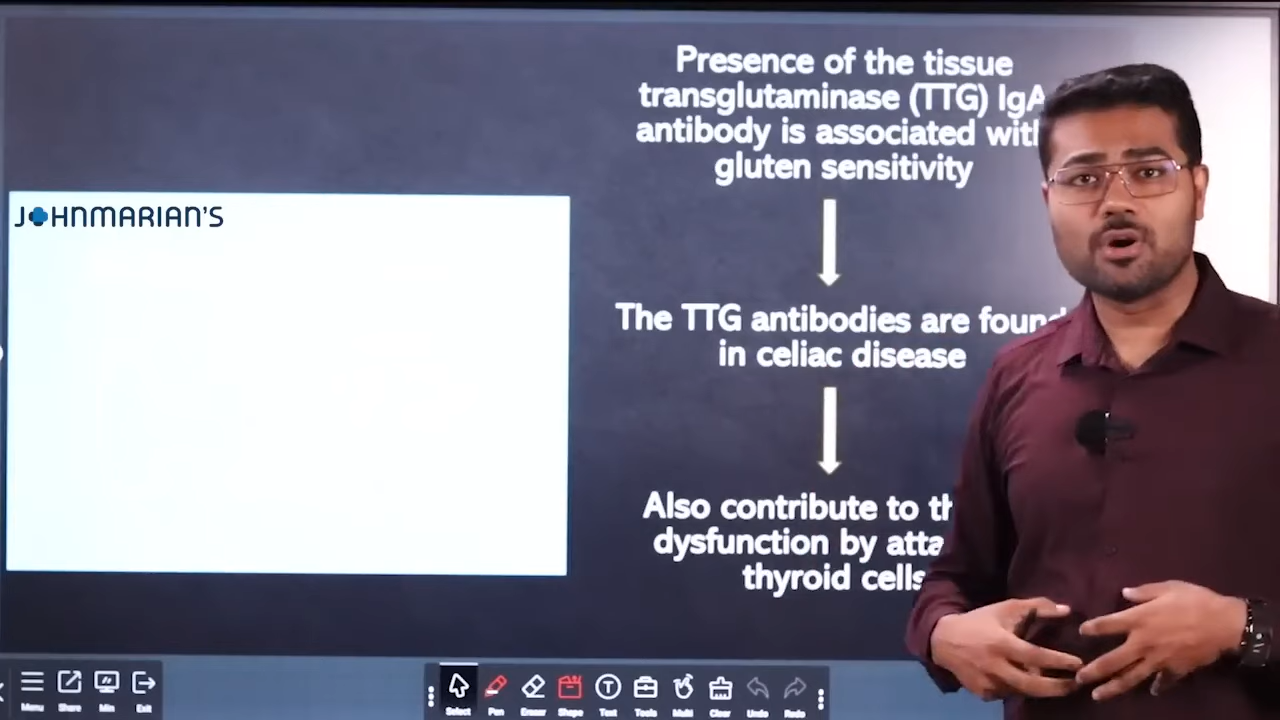 Presence of the tissue
transglutaminase (TTG) IgA
antibody is associated with
gluten sensitivity
JOHNMARIAN'S
The TTG antibodies are found
in celiac disease
Also contribute to
dysfunction by
thyroid cells
Menu Share Min Exit
Select Pen Eraser Shape Text Tools Multi Clear Undo Redo